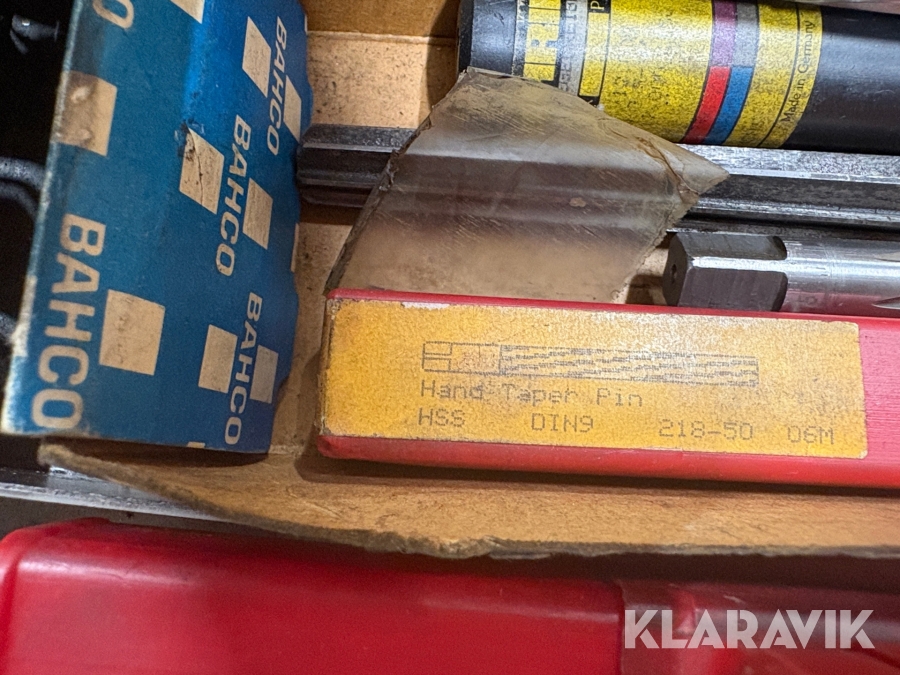 BAHCO
BAHCO
BAHCO
BAHCO
BAHCO
Made in Germany
Hand Taper Pin
HSS DIN9 218-50 06M
KLARAVIK